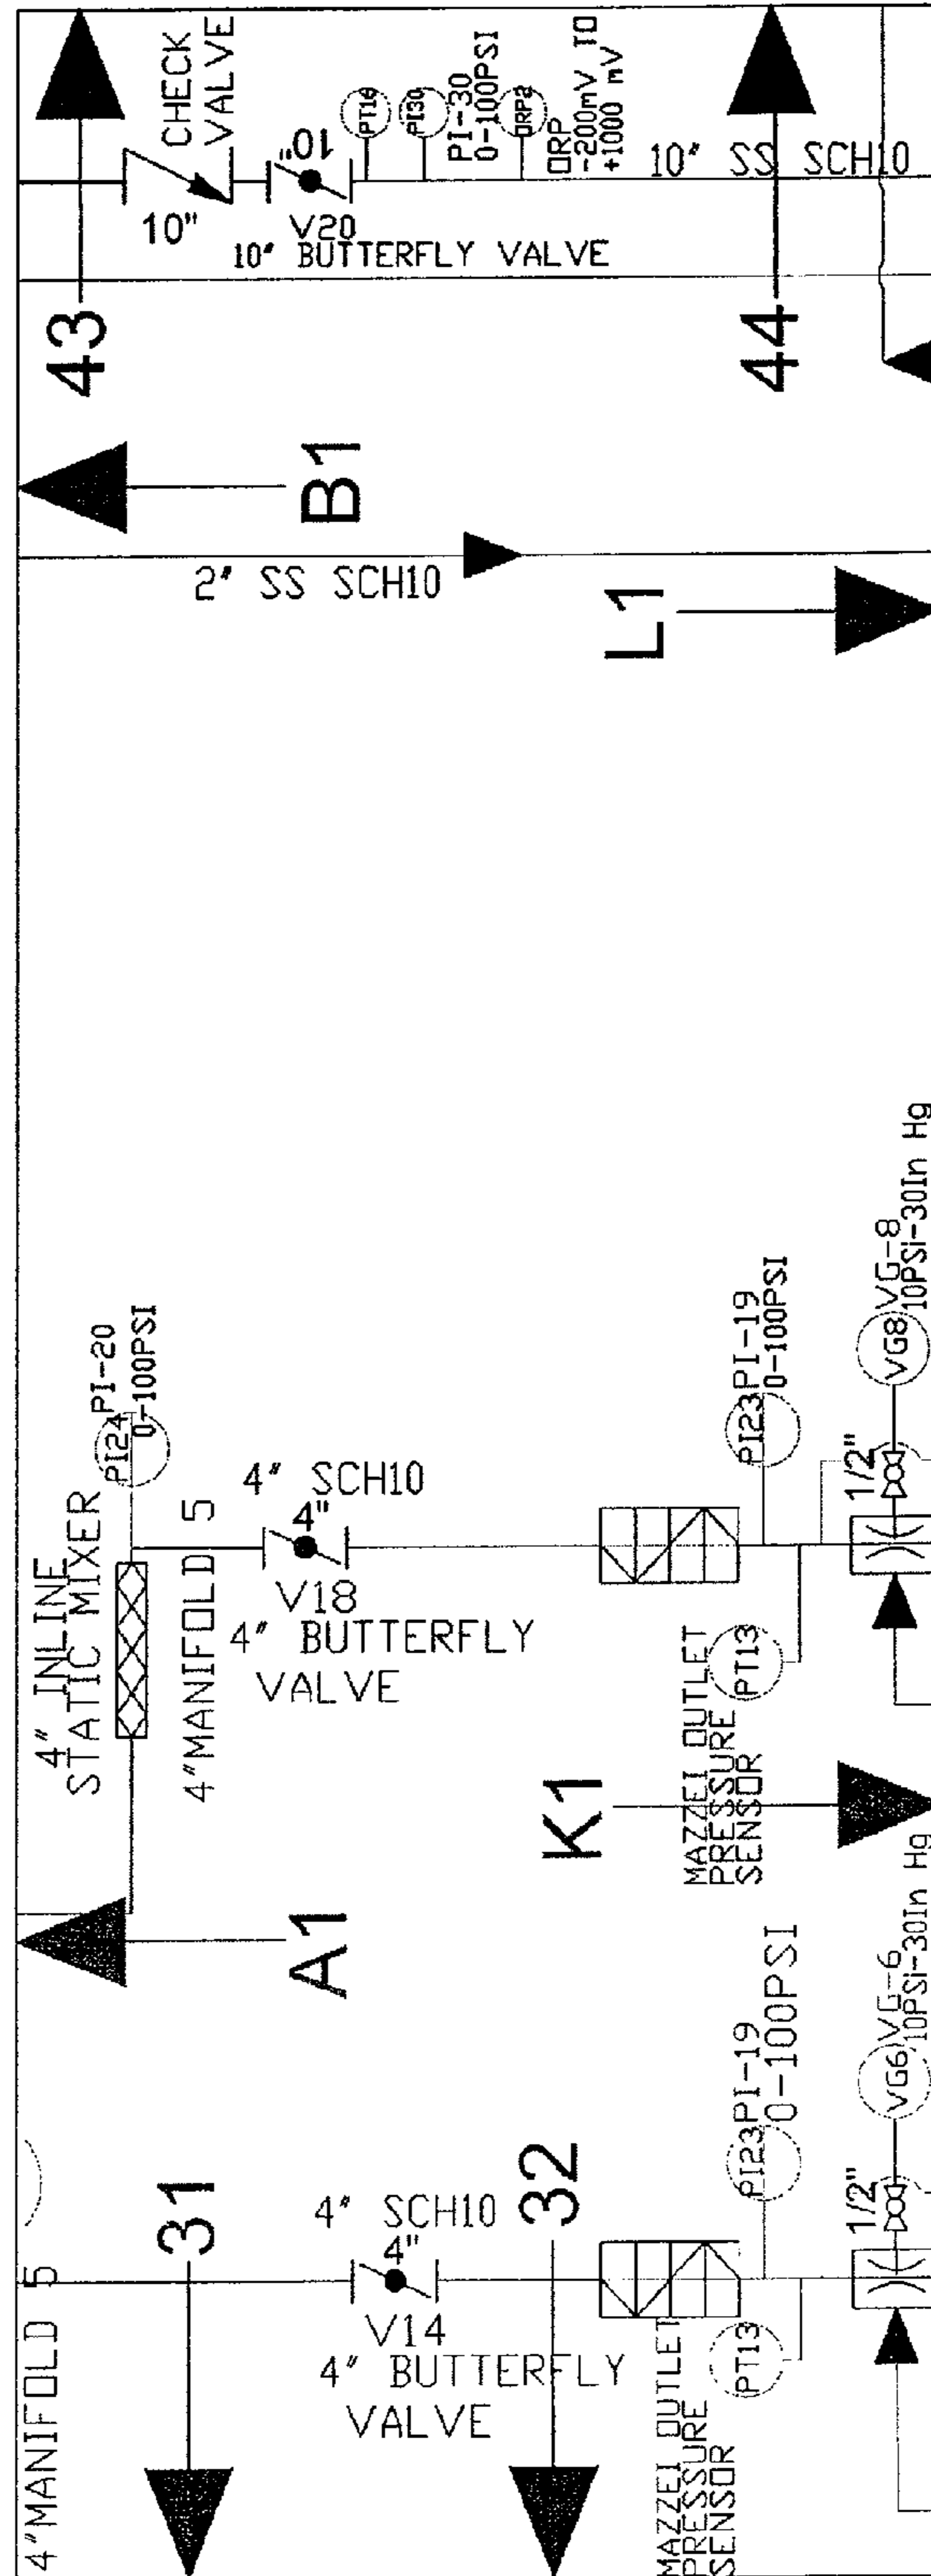 43
CHECK
VALVE
10"
10"
V20
10" BUTTERFLY VALVE
PT16
PI30
PI-30
0-100PSI
ORP2
ORP
-200mV TO
+1000 mV
10" SS SCH10
44
B1
2" SS SCH10
L1
PI24
PI-20
0-100PSI
4" INLINE
STATIC MIXER
4"MANIFOLD 5
4" SCH10
4"
V18
4" BUTTERFLY
VALVE
PI23
PI-19
0-100PSI
VG8
VG-8
10PSi-30In Hg
1/2"
MAZZEI OUTLET
PRESSURE
SENSOR
PT13
K1
A1
31
32
4"MANIFOLD 5
4" SCH10
4"
V14
4" BUTTERFLY
VALVE
PI23
PI-19
0-100PSI
VG6
VG-6
10PSi-30In Hg
1/2"
MAZZEI OUTLET
PRESSURE
SENSOR
PT13